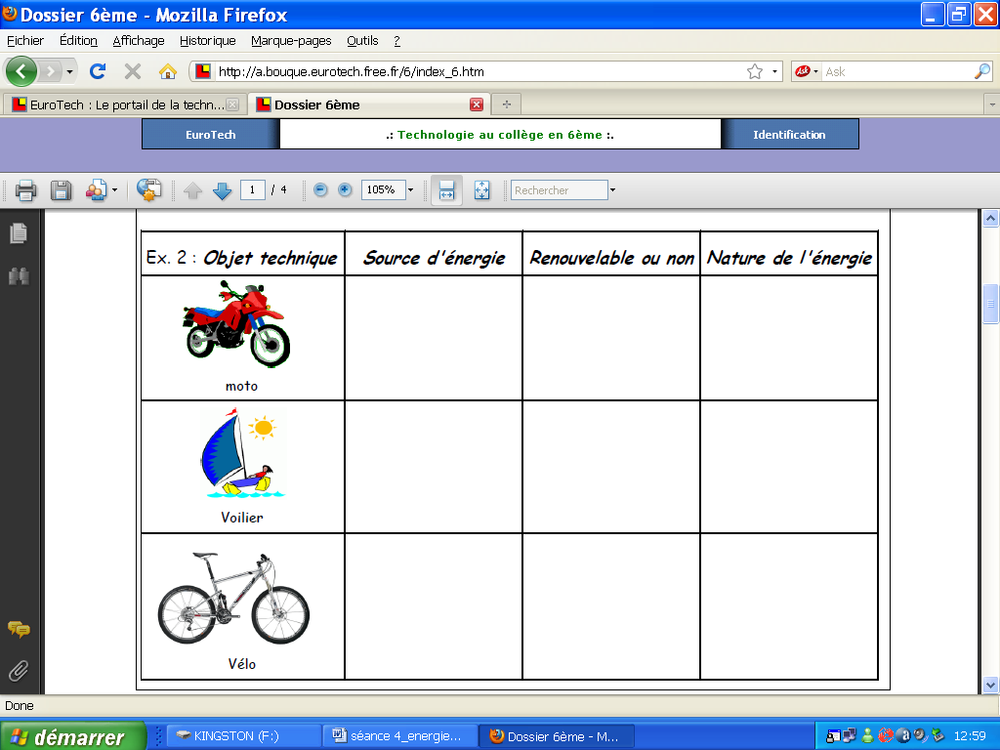 Dossier 6ème - Mozilla Firefox
Fichier Édition Affichage Historique Marque-pages Outils ?
http://a.bouque.eurotech.free.fr/6/index_6.htm
Ask
EuroTech : Le portail de la techn...
Dossier 6ème
EuroTech
.: Technologie au collège en 6ème :.
Identification
1 / 4
105%
Rechercher
Ex. 2 : Objet technique
Source d'énergie
Renouvelable ou non
Nature de l'énergie
moto
Voilier
Vélo
Done
démarrer
KINGSTON (F:)
séance 4_energie...
Dossier 6ème - M...
12:59